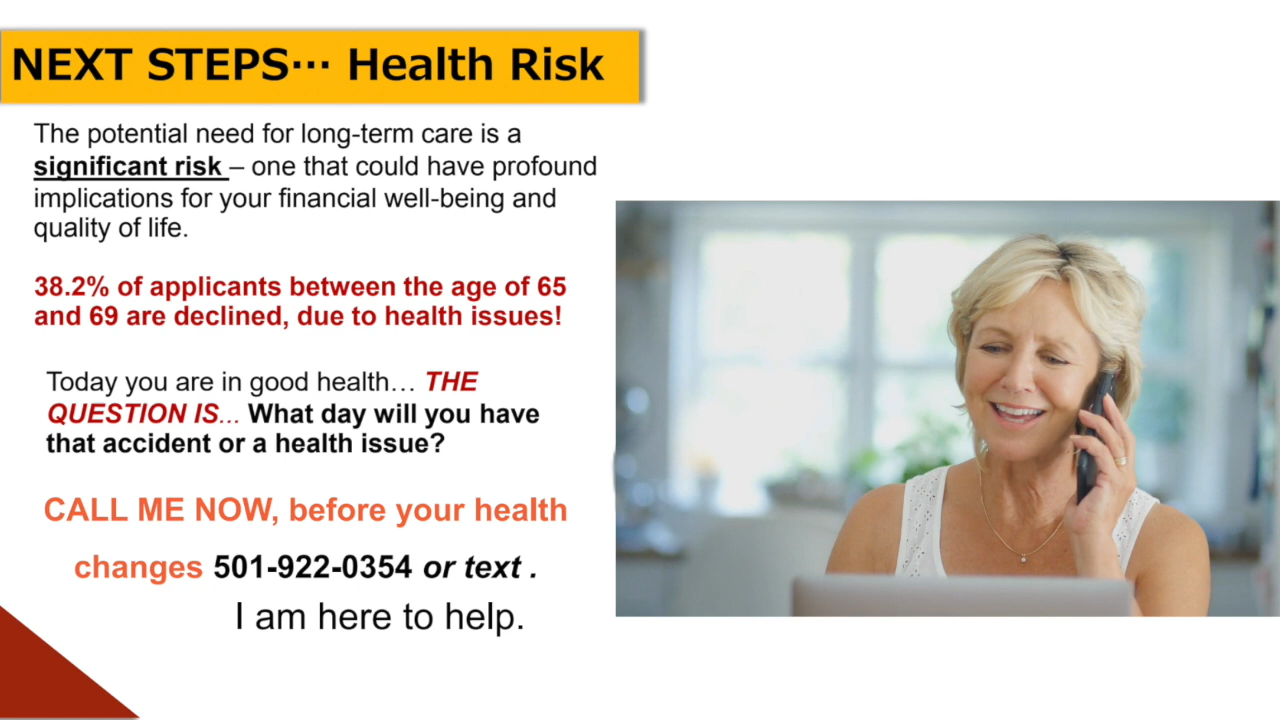 NEXT STEPS… Health Risk
The potential need for long-term care is a
significant risk – one that could have profound
implications for your financial well-being and
quality of life.
38.2% of applicants between the age of 65
and 69 are declined, due to health issues!
Today you are in good health… THE
QUESTION IS... What day will you have
that accident or a health issue?
CALL ME NOW, before your health
changes 501-922-0354 or text .
I am here to help.